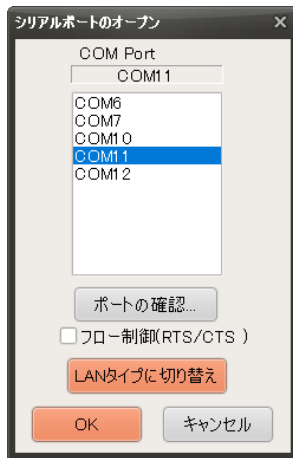 シリアルポートのオープン
COM Port
COM11
COM6
COM7
COM10
COM11
COM12
ポートの確認...
フロー制御(RTS/CTS )
LANタイプに切り替え
OK
キャンセル